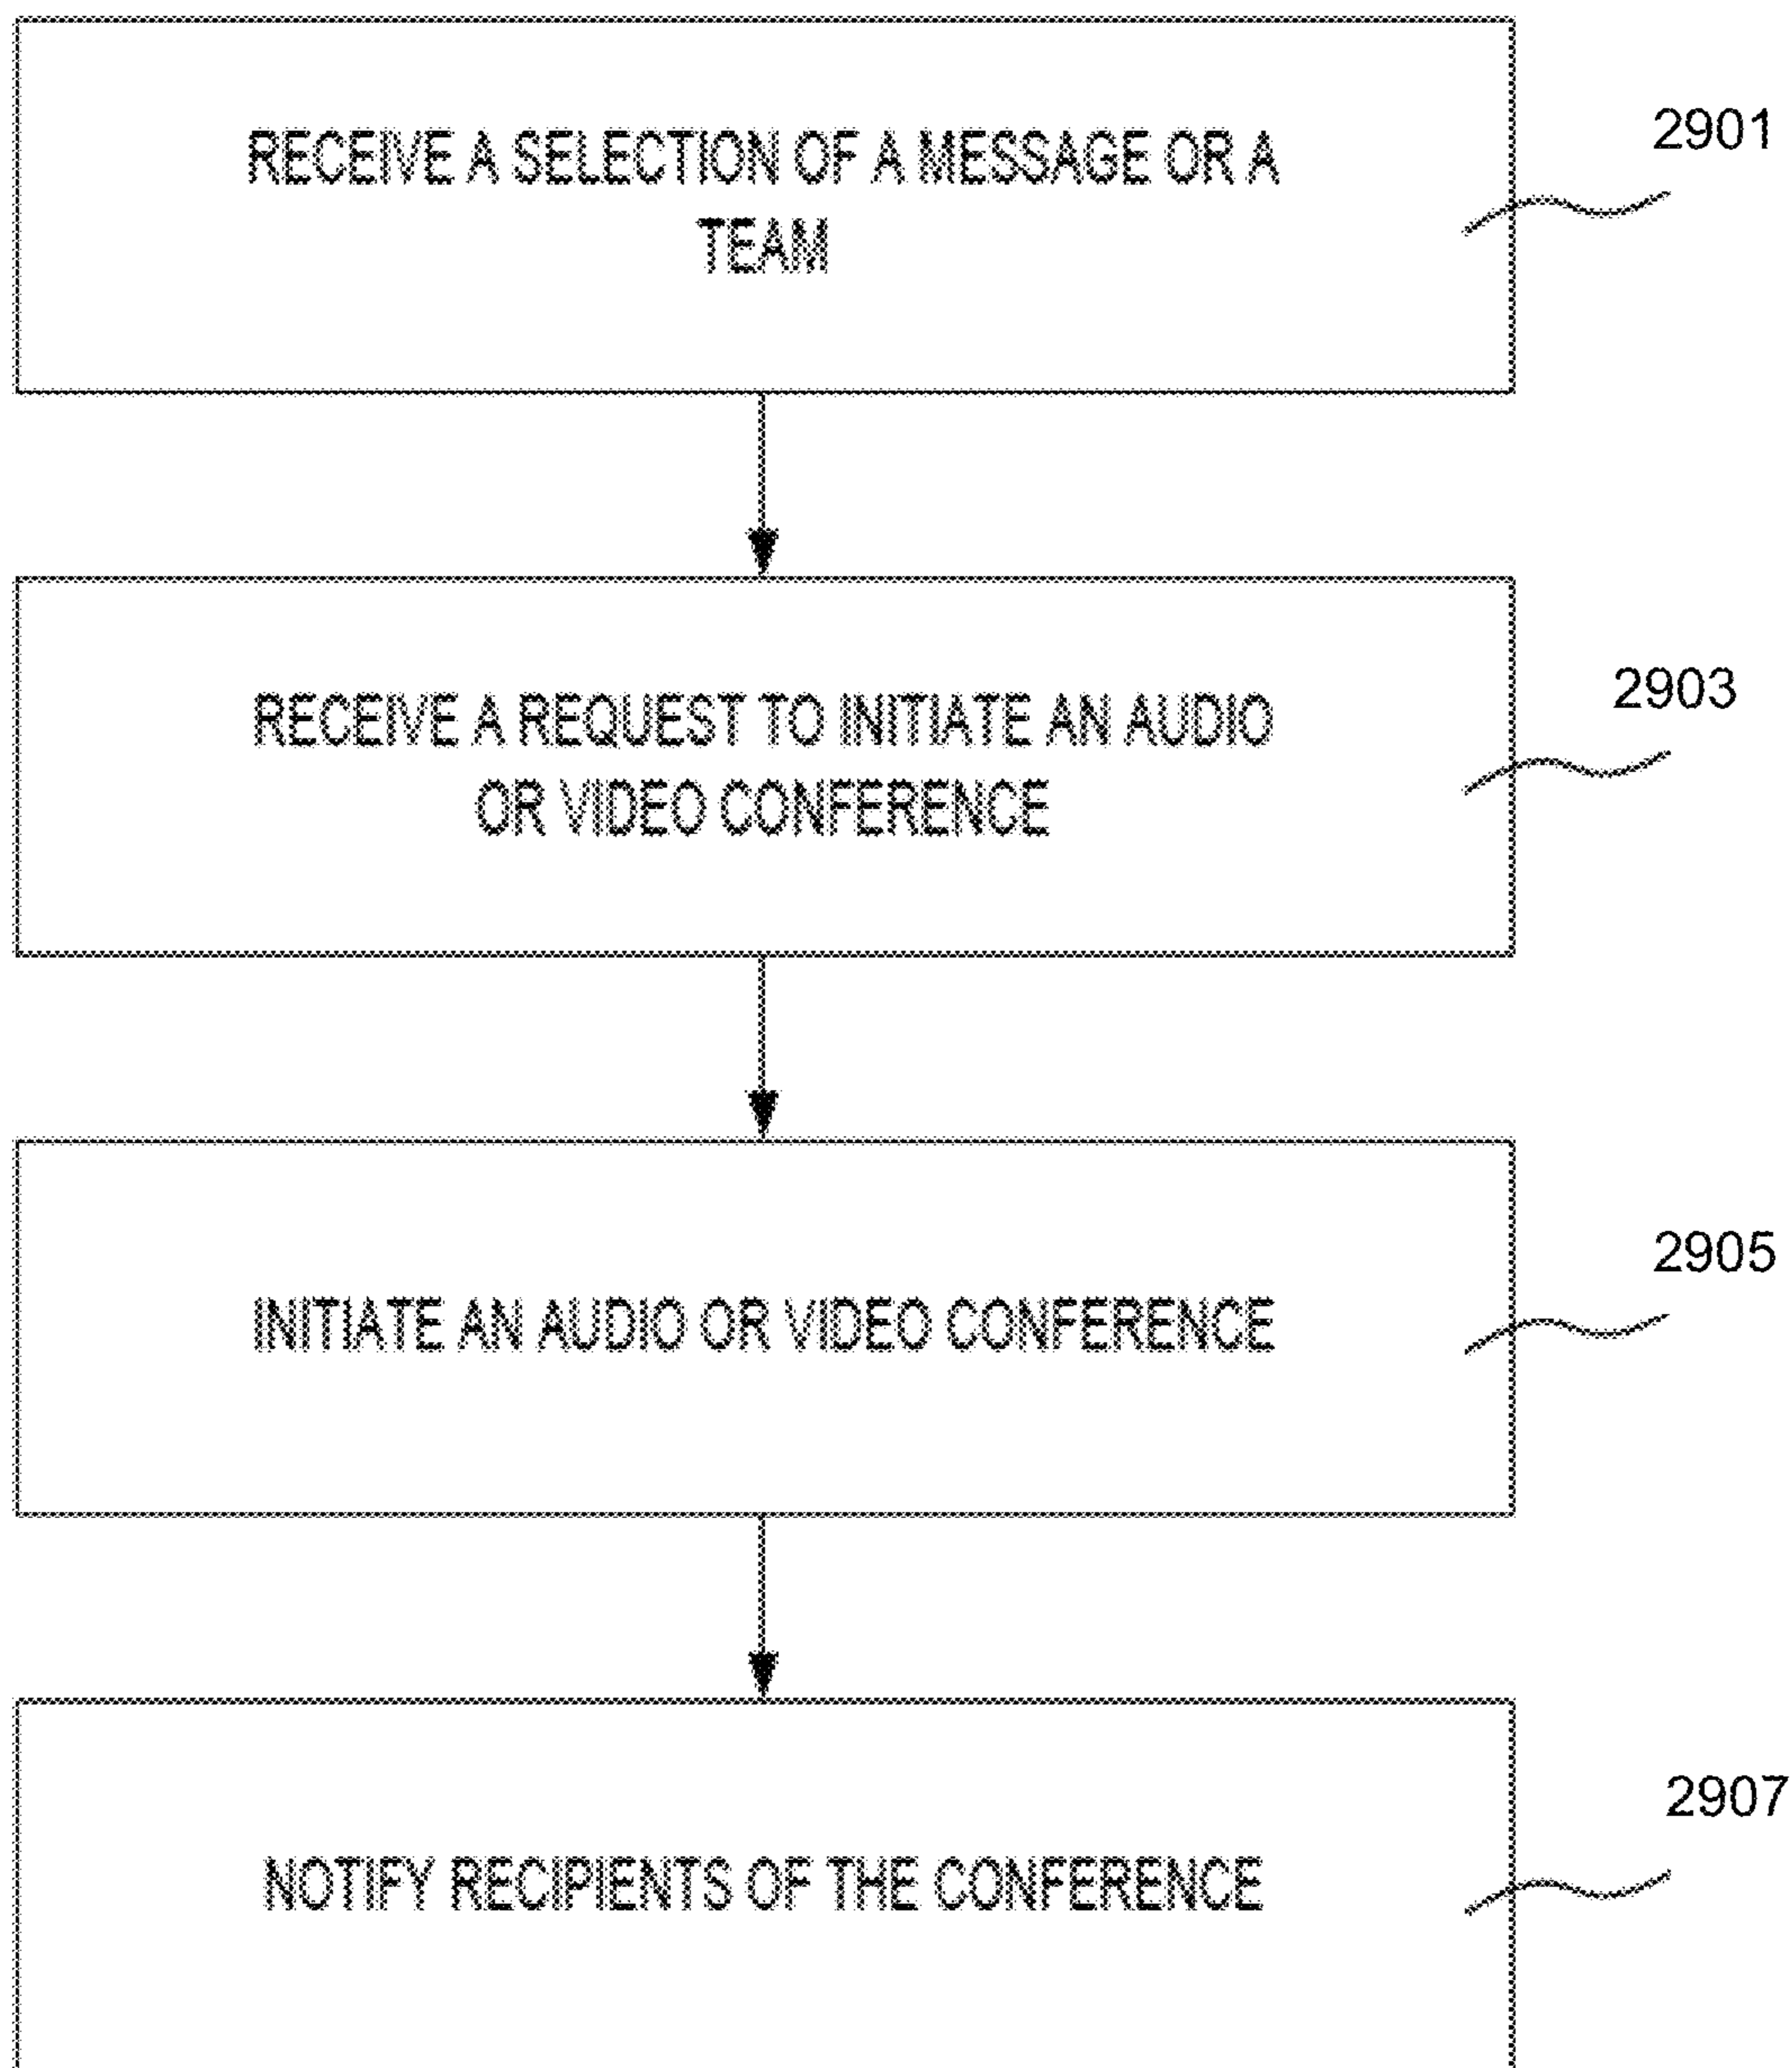 RECEIVE A SELECTION OF A MESSAGE OR A
TEAM
2901
RECEIVE A REQUEST TO INITIATE AN AUDIO
OR VIDEO CONFERENCE
2903
INITIATE AN AUDIO OR VIDEO CONFERENCE
2905
NOTIFY RECIPIENTS OF THE CONFERENCE
2907